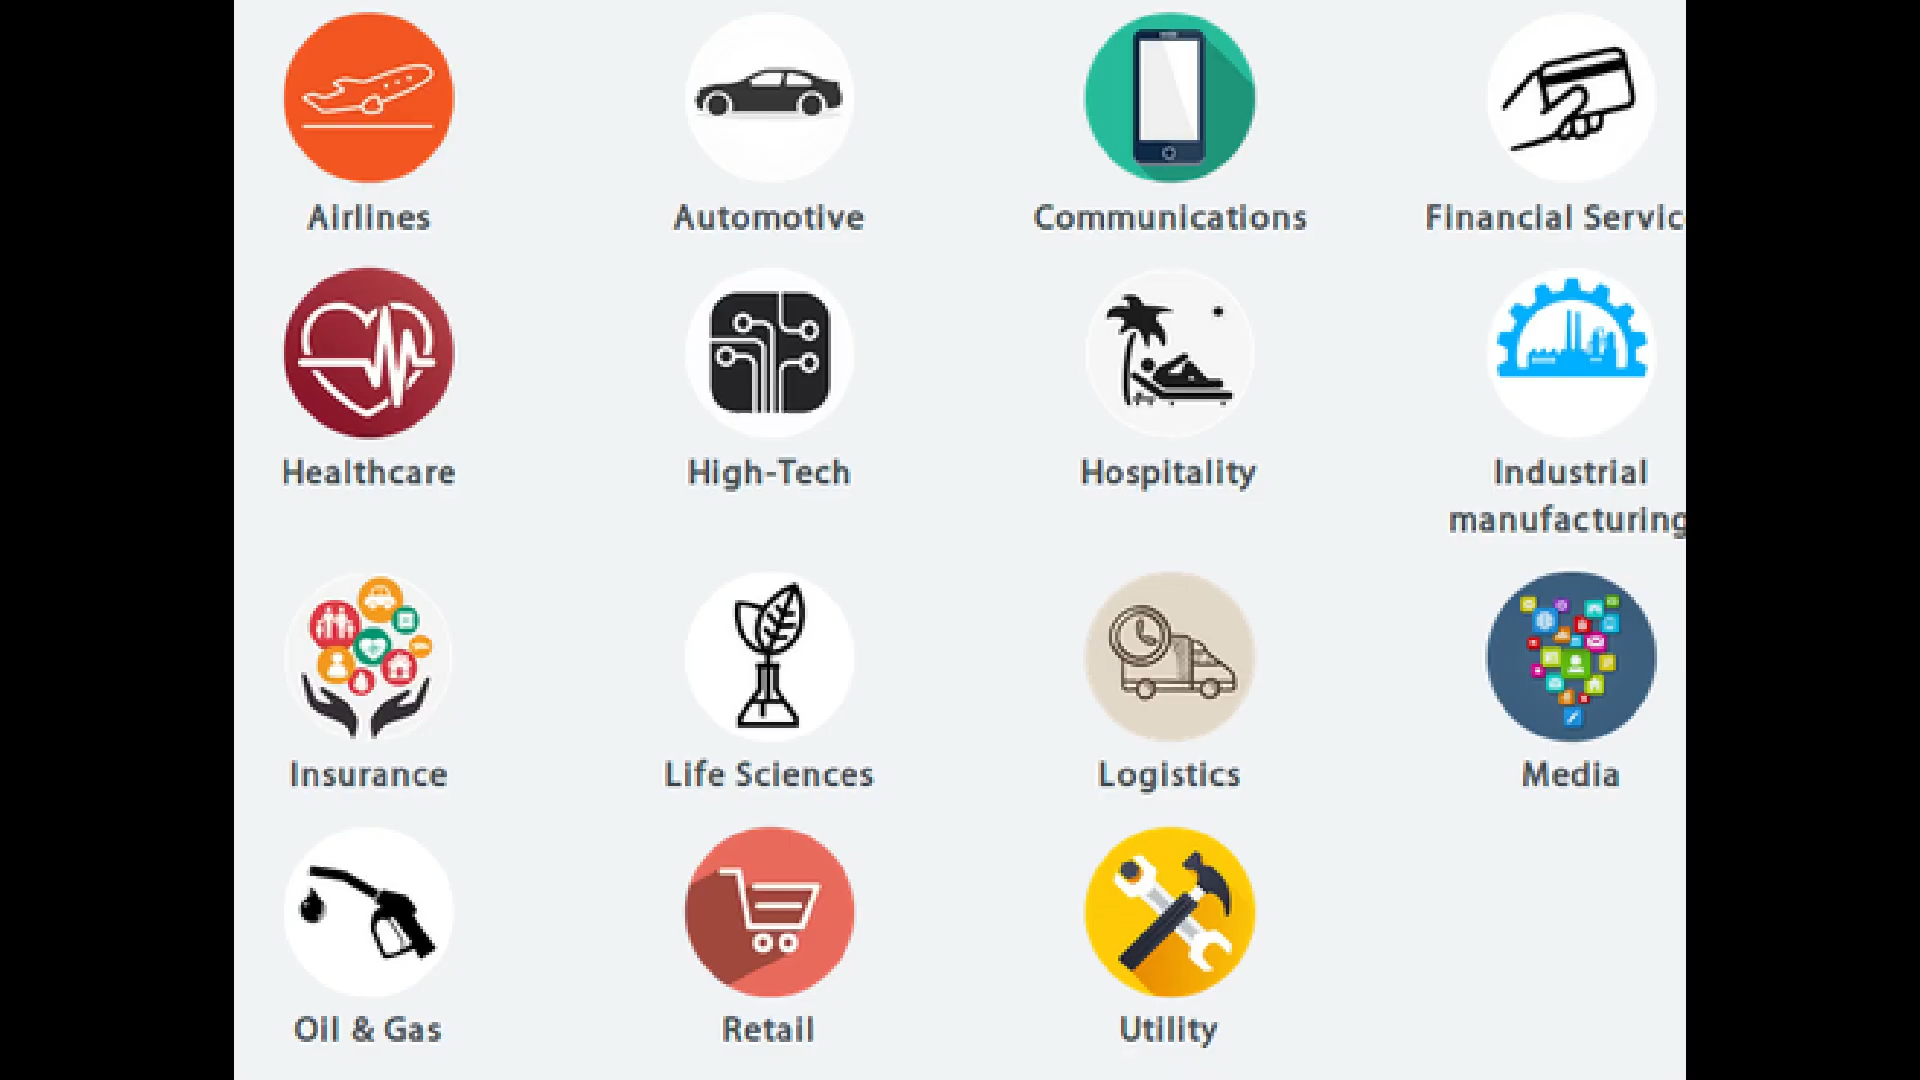 Airlines
Automotive
Communications
Financial Servic
Healthcare
High-Tech
Hospitality
Industrial
manufacturing
Insurance
Life Sciences
Logistics
Media
Oil & Gas
Retail
Utility